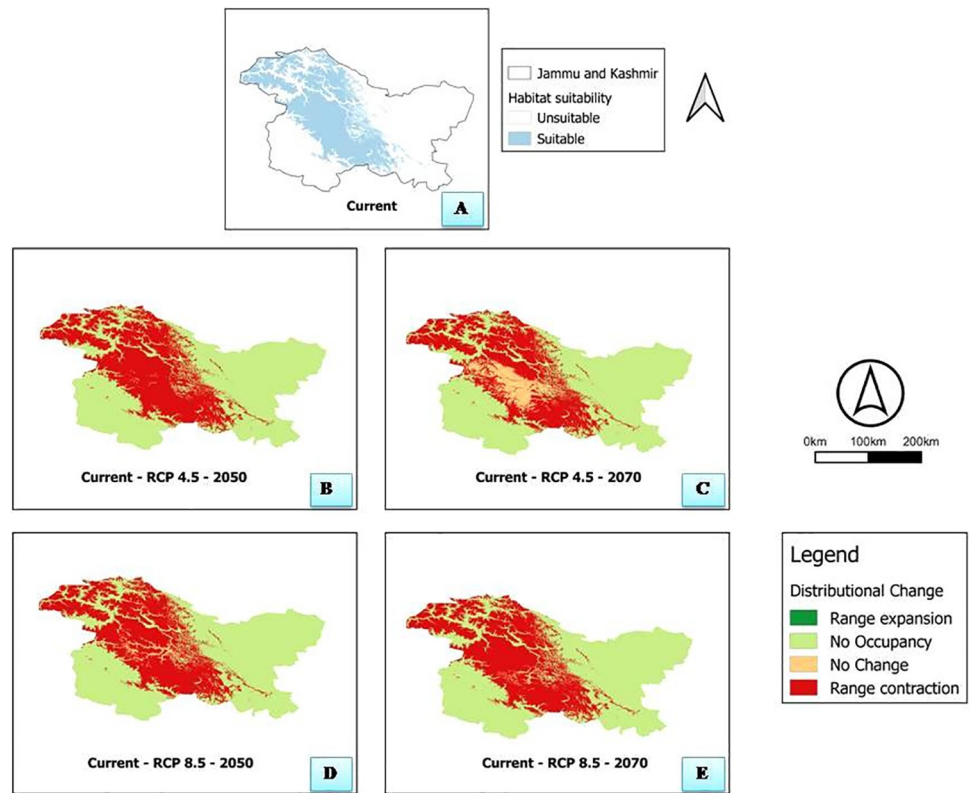 Current
A
Jammu and Kashmir
Habitat suitability
Unsuitable
Suitable
Current - RCP 4.5 - 2050
B
Current - RCP 4.5 - 2070
C
0km 100km 200km
Current - RCP 8.5 - 2050
D
Current - RCP 8.5 - 2070
E
Legend
Distributional Change
Range expansion
No Occupancy
No Change
Range contraction